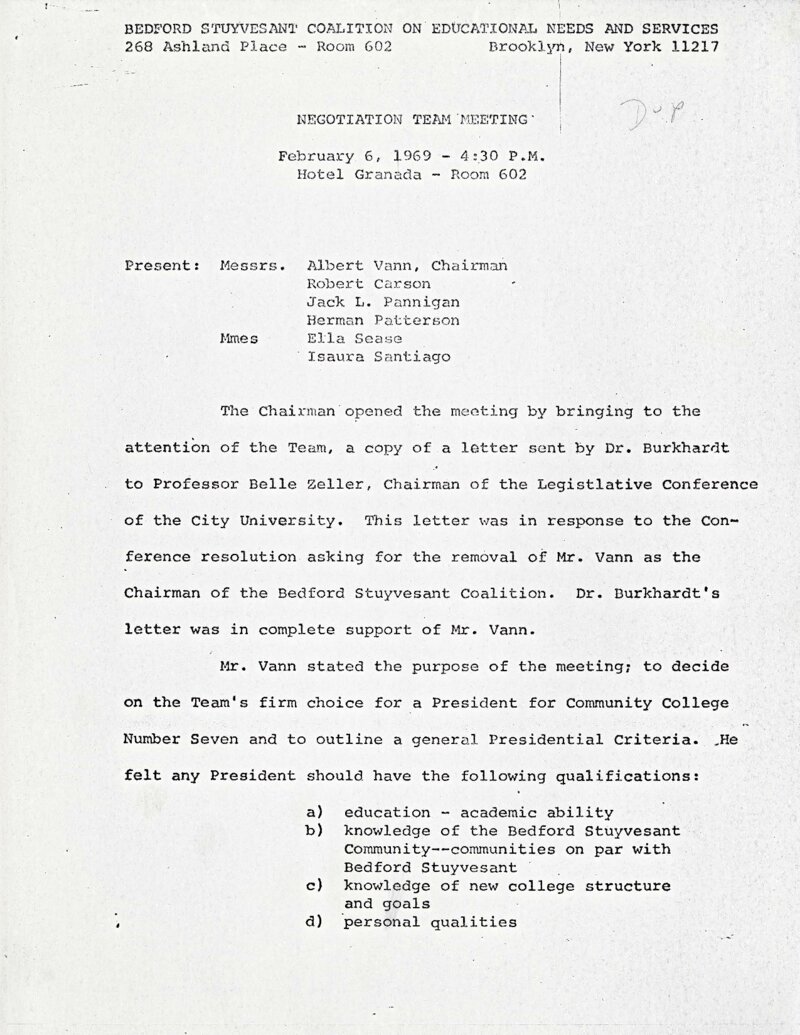 BEDFORD STUYVESANT COALITION ON EDUCATIONAL NEEDS AND SERVICES
268 Ashland Place - Room 602 Brooklyn, New York 11217
Dup
NEGOTIATION TEAM MEETING
February 6, 1969 - 4:30 P.M.
Hotel Granada - Room 602
Present: Messrs. Albert Vann, Chairman
Robert Carson
Jack L. Pannigan
Herman Patterson
Mmes Ella Sease
Isaura Santiago
The Chairman opened the meeting by bringing to the
attention of the Team, a copy of a letter sent by Dr. Burkhardt
to Professor Belle Zeller, Chairman of the Legistlative Conference
of the City University. This letter was in response to the Con-
ference resolution asking for the removal of Mr. Vann as the
Chairman of the Bedford Stuyvesant Coalition. Dr. Burkhardt's
letter was in complete support of Mr. Vann.
Mr. Vann stated the purpose of the meeting; to decide
on the Team's firm choice for a President for Community College
Number Seven and to outline a general Presidential Criteria. He
felt any President should have the following qualifications:
a) education - academic ability
b) knowledge of the Bedford Stuyvesant
Community--communities on par with
Bedford Stuyvesant
c) knowledge of new college structure
and goals
d) personal qualities